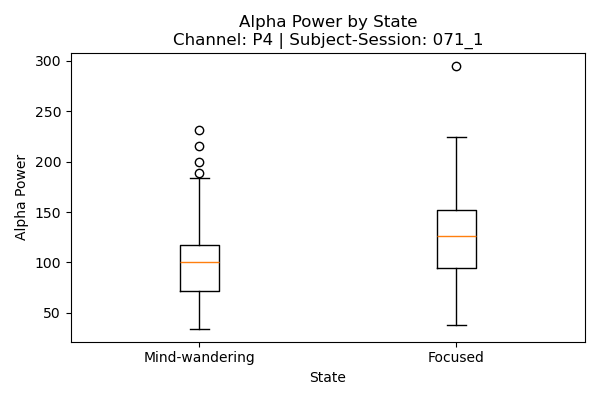 Alpha Power by State
Channel: P4 | Subject-Session: 071_1
300
250
200
150
100
50
Alpha Power
Mind-wandering
Focused
State